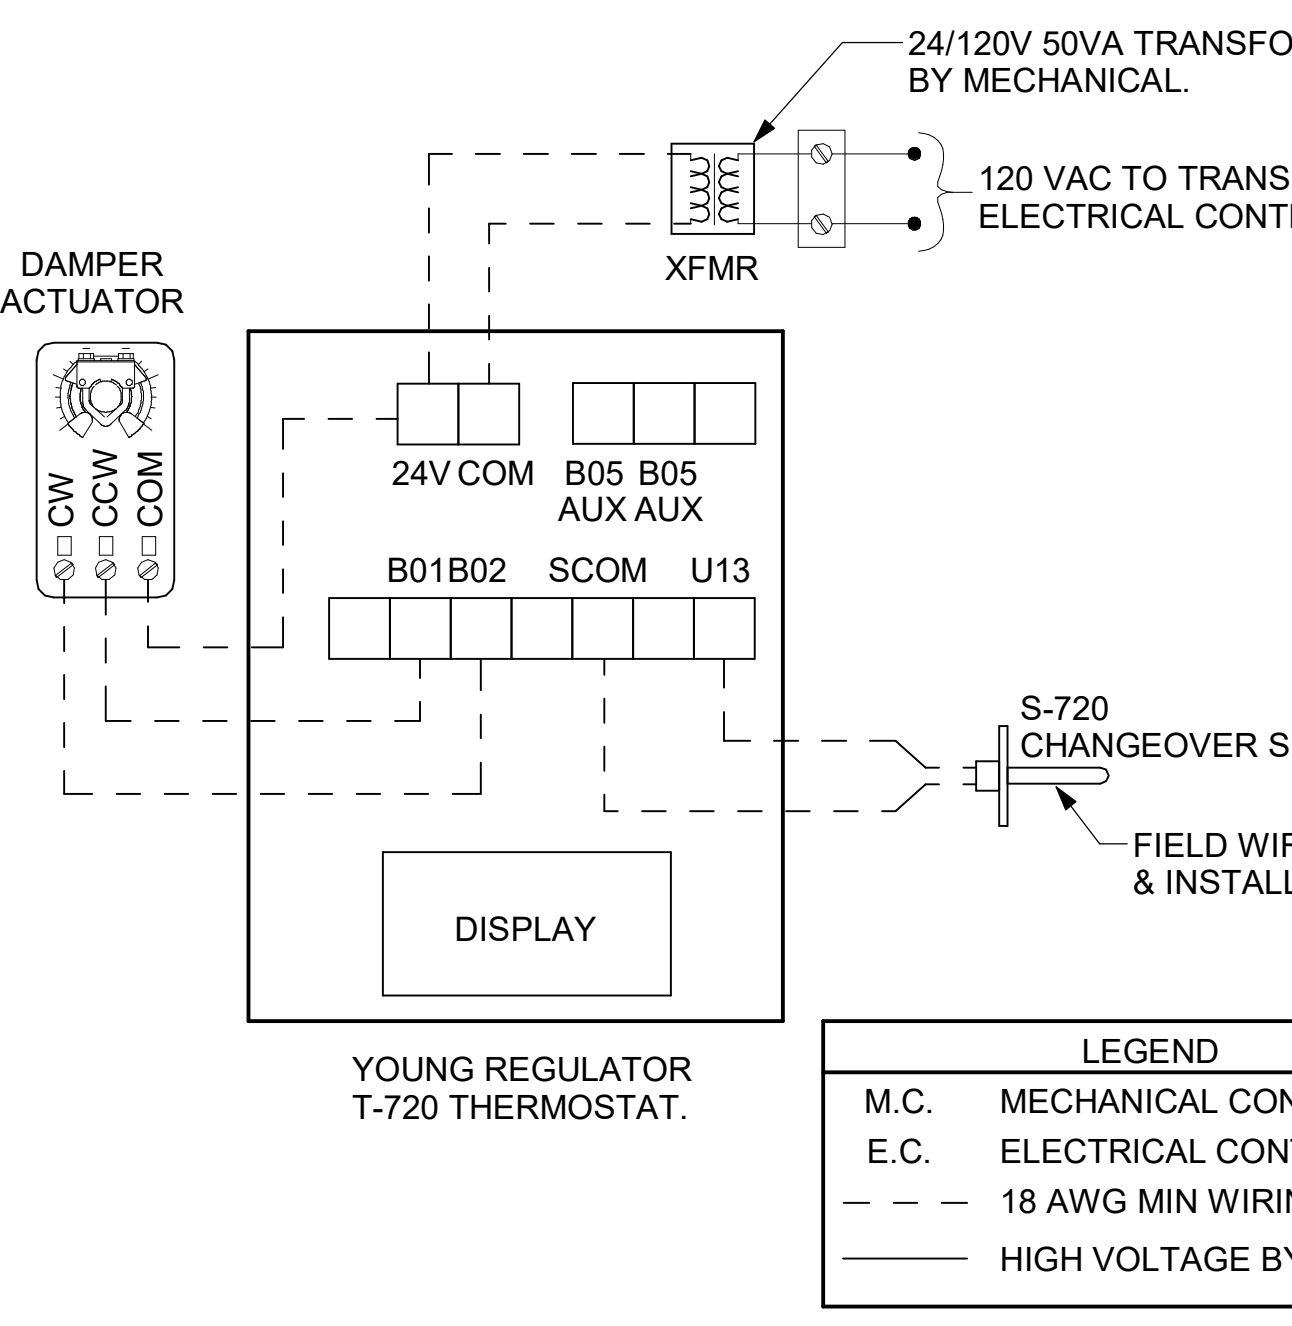 24/120V 50VA TRANSFO
BY MECHANICAL.
120 VAC TO TRANS
ELECTRICAL CONT
XFMR
DAMPER
ACTUATOR
CW
CCW
COM
24V COM
B05 B05
AUX AUX
B01 B02 SCOM U13
S-720
CHANGEOVER S
FIELD WIR
& INSTALL
DISPLAY
YOUNG REGULATOR
T-720 THERMOSTAT.
LEGEND
M.C. MECHANICAL CON
E.C. ELECTRICAL CONT
18 AWG MIN WIRIN
HIGH VOLTAGE BY